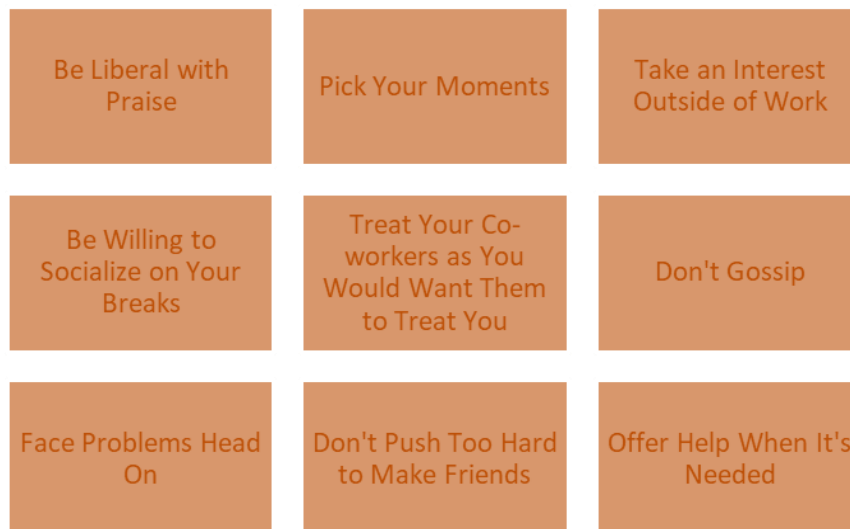 Be Liberal with
Praise
Pick Your Moments
Take an Interest
Outside of Work
Be Willing to
Socialize on Your
Breaks
Treat Your Co-
workers as You
Would Want Them
to Treat You
Don't Gossip
Face Problems Head
On
Don't Push Too Hard
to Make Friends
Offer Help When It's
Needed